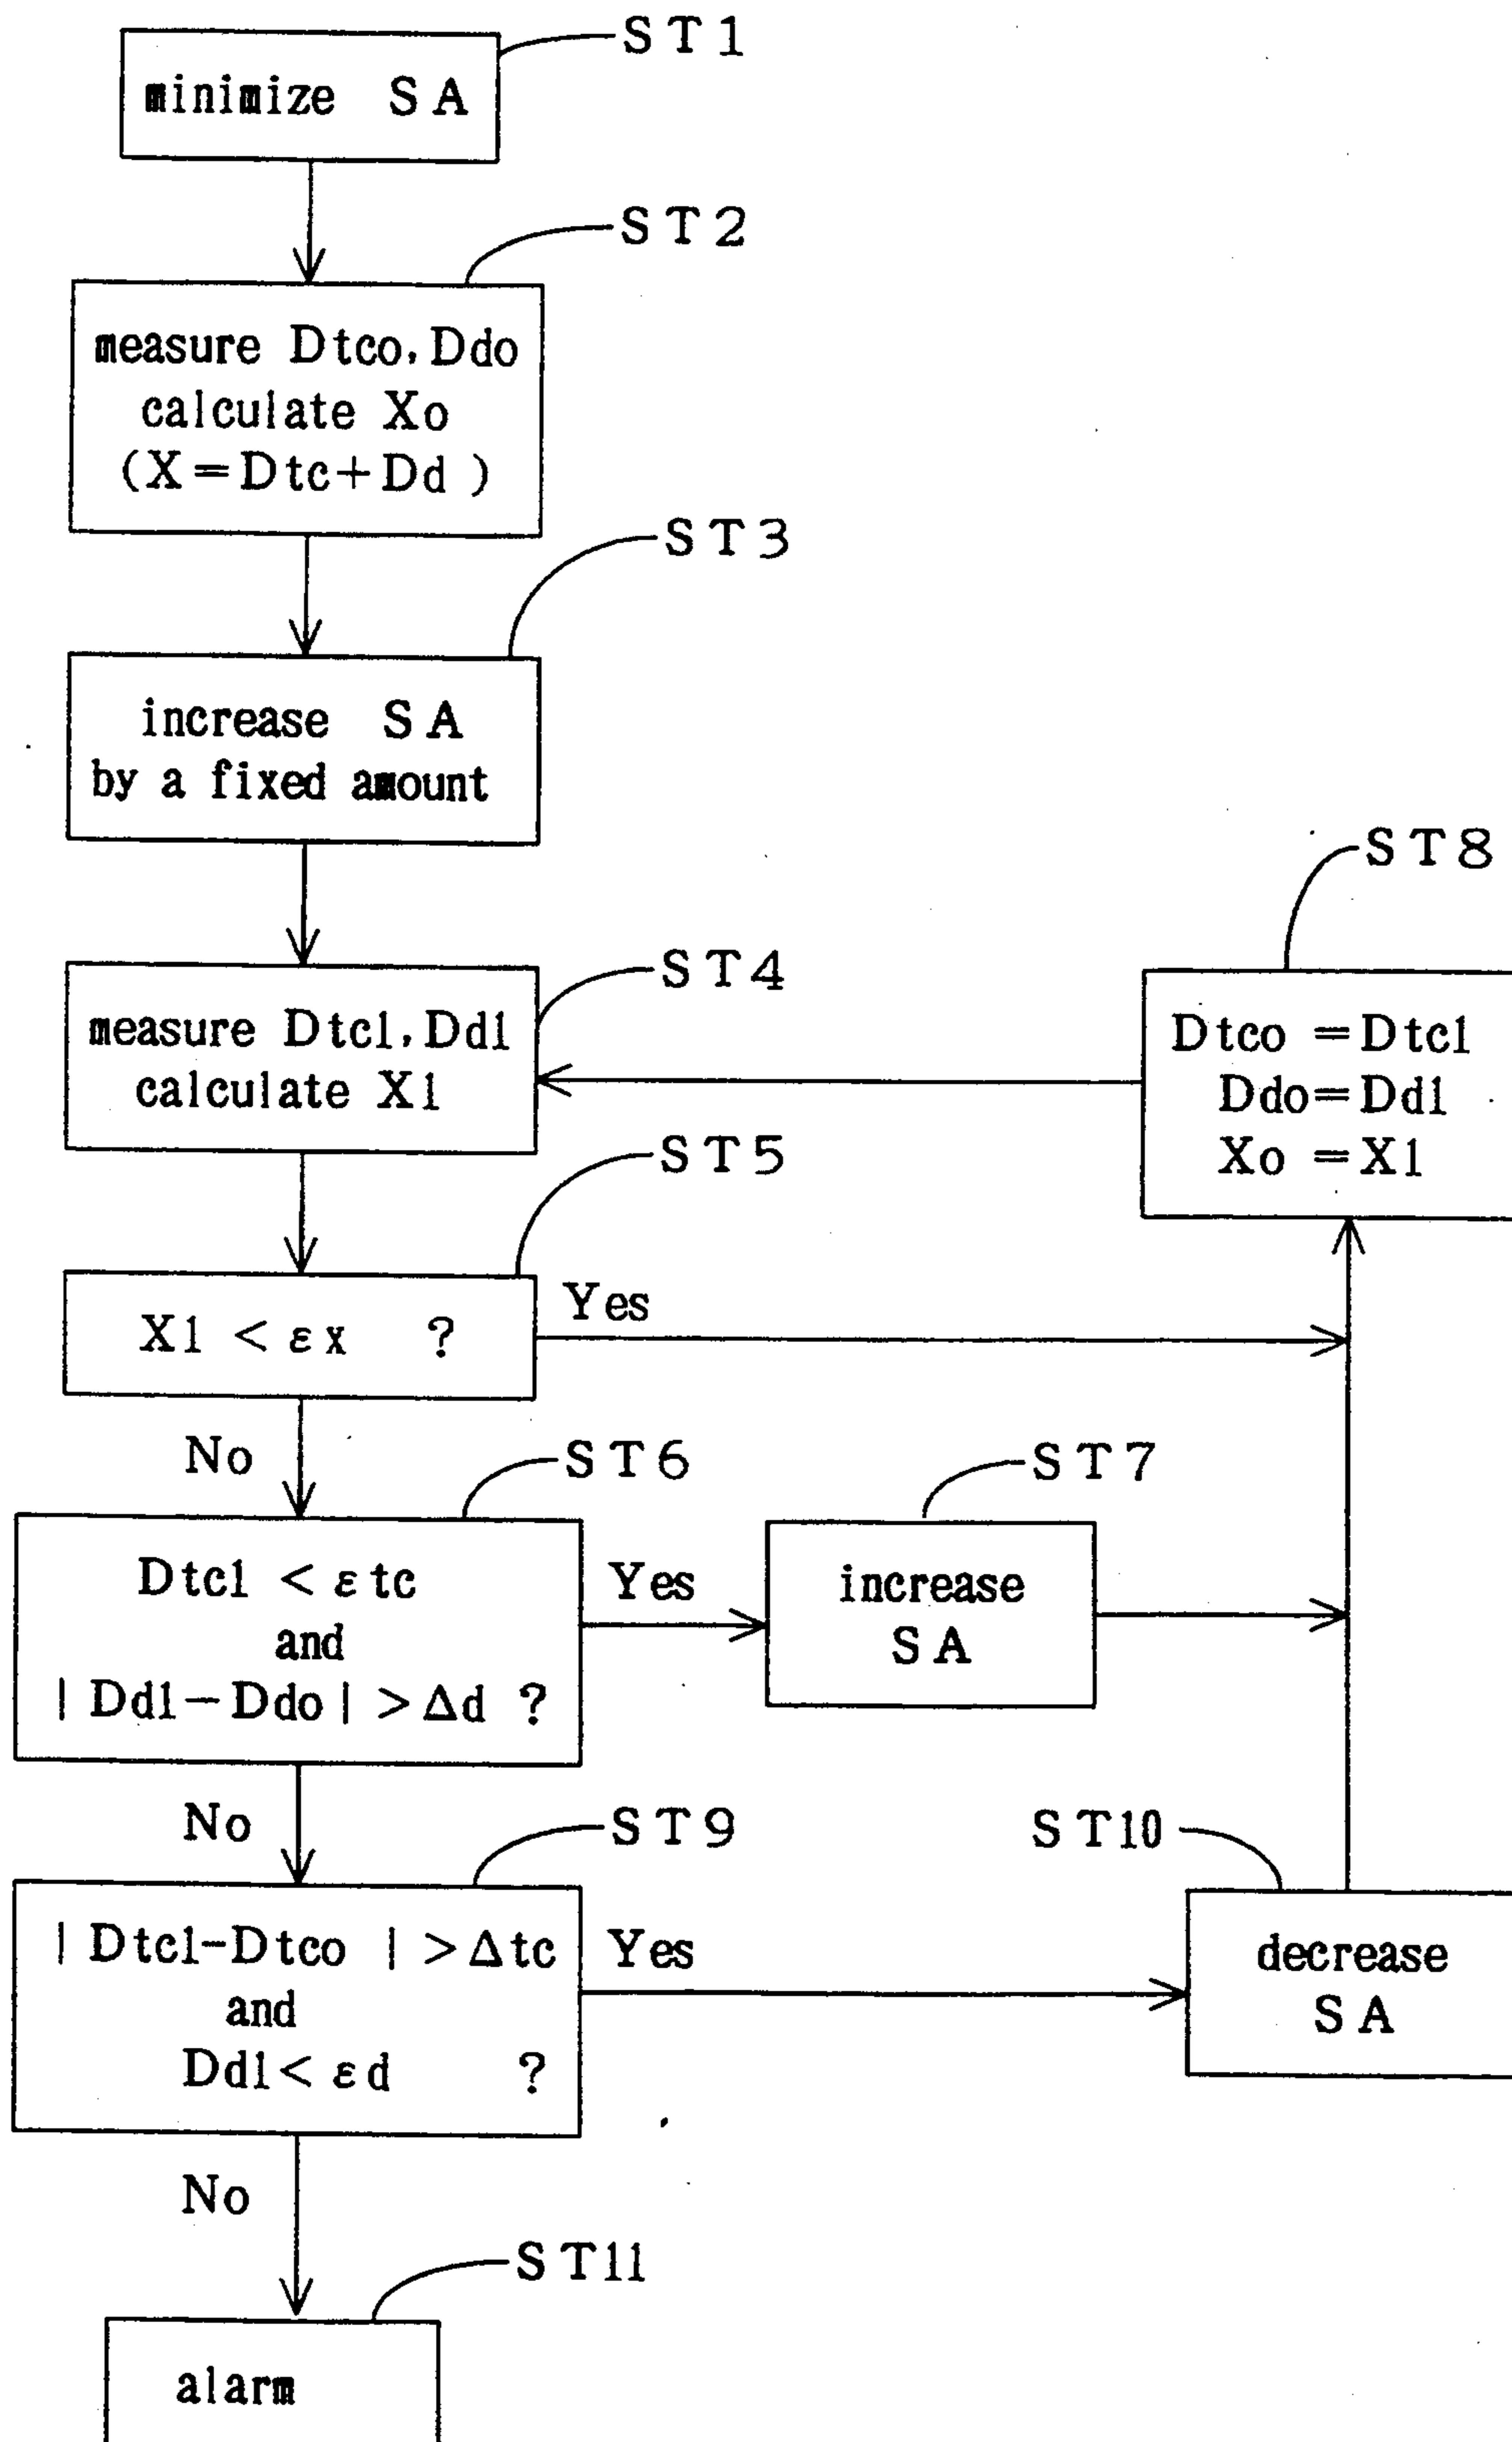 ST1
minimize SA
ST2
measure Dtco, Ddo
calculate Xo
(X=Dtc+Dd)
ST3
increase SA
by a fixed amount
ST4
measure Dtc1, Dd1
calculate X1
ST8
Dtco = Dtc1
Ddo = Dd1
Xo = X1
ST5
X1 < εx ?
Yes
No
ST6
Dtc1 < εtc
and
| Dd1 - Ddo | > Δd ?
Yes
ST7
increase
SA
No
ST9
| Dtc1 - Dtco | > Δtc
and
Dd1 < εd ?
Yes
ST10
decrease
SA
No
ST11
alarm